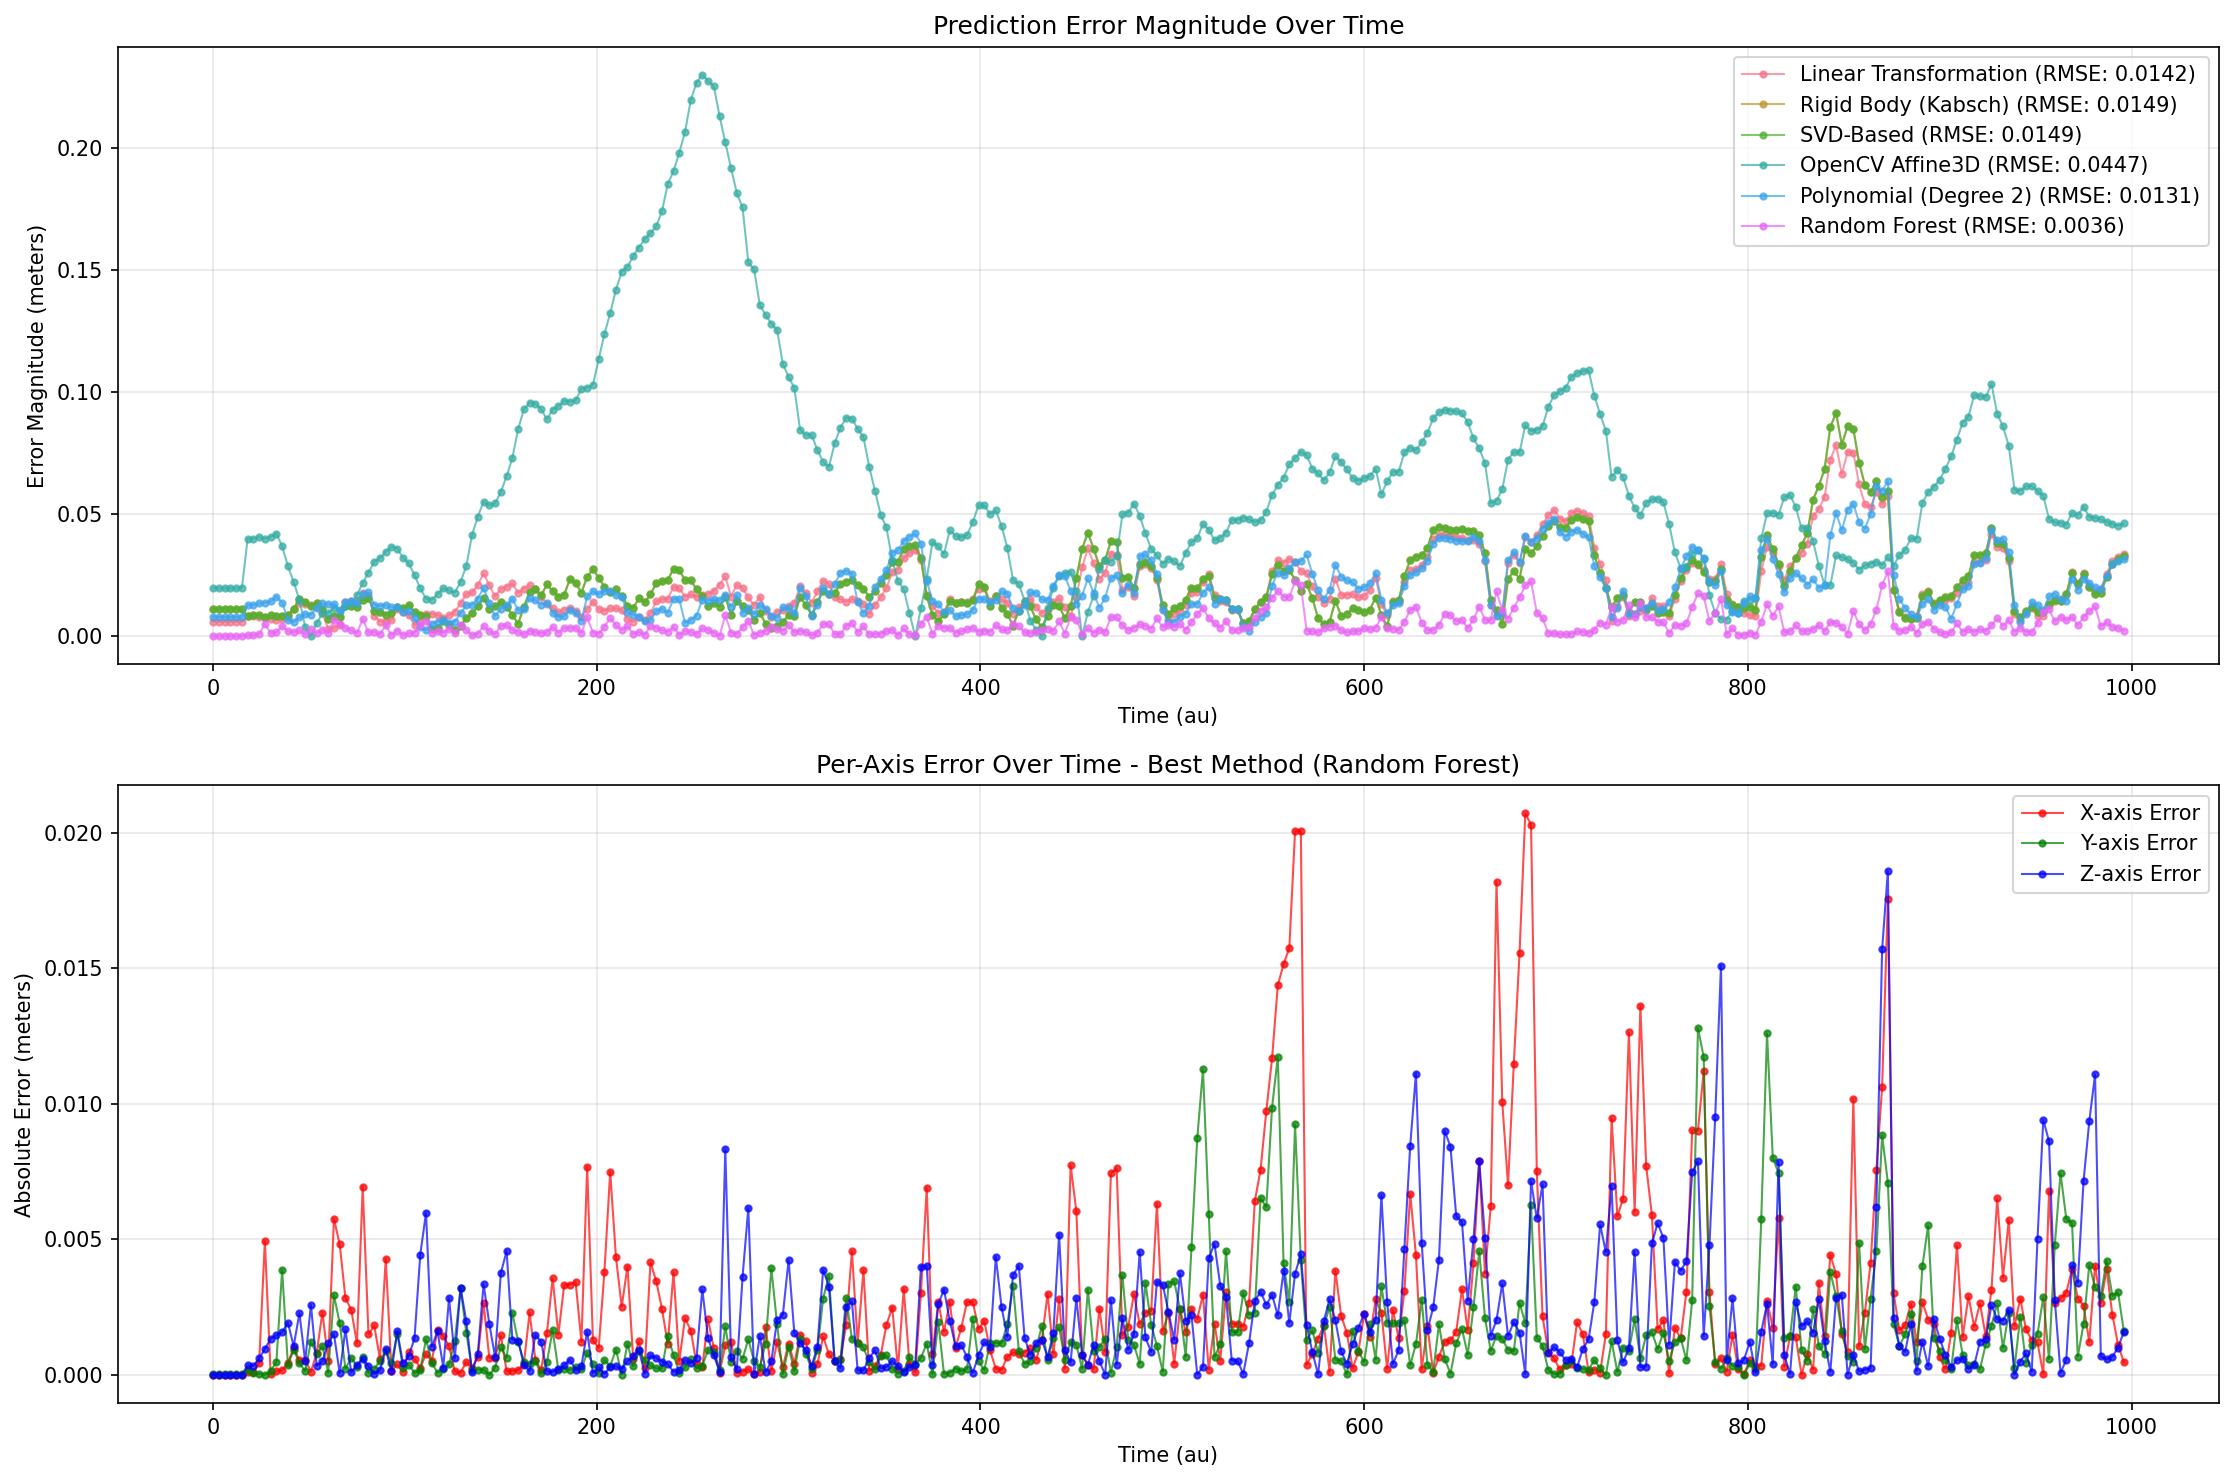 Prediction Error Magnitude Over Time
Linear Transformation (RMSE: 0.0142)
Rigid Body (Kabsch) (RMSE: 0.0149)
SVD-Based (RMSE: 0.0149)
OpenCV Affine3D (RMSE: 0.0447)
Polynomial (Degree 2) (RMSE: 0.0131)
Random Forest (RMSE: 0.0036)
Error Magnitude (meters)
0.20
0.15
0.10
0.05
0.00
0 200 400 600 800 1000
Time (au)
Per-Axis Error Over Time - Best Method (Random Forest)
X-axis Error
Y-axis Error
Z-axis Error
Absolute Error (meters)
0.020
0.015
0.010
0.005
0.000
0 200 400 600 800 1000
Time (au)